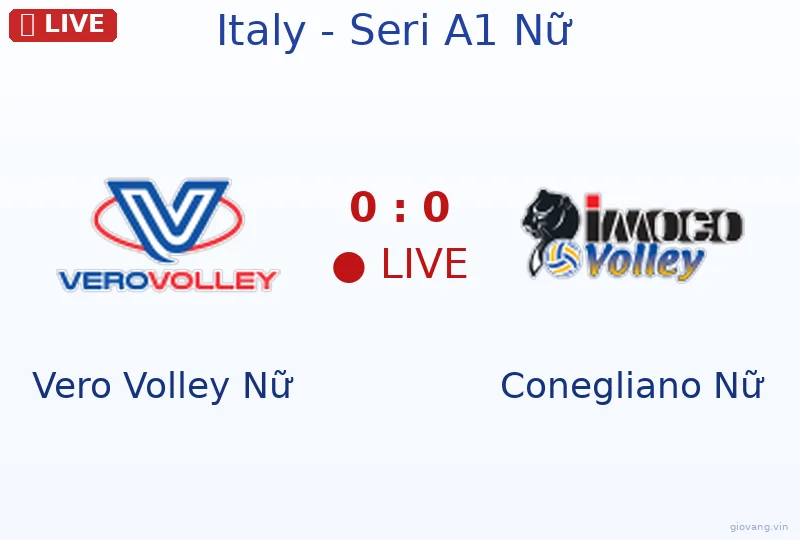 LIVE
Italy - Seri A1 Nữ
0 : 0
LIVE
VEROVOLLEY
imoco
Volley
Vero Volley Nữ
Conegliano Nữ
giovang.vin